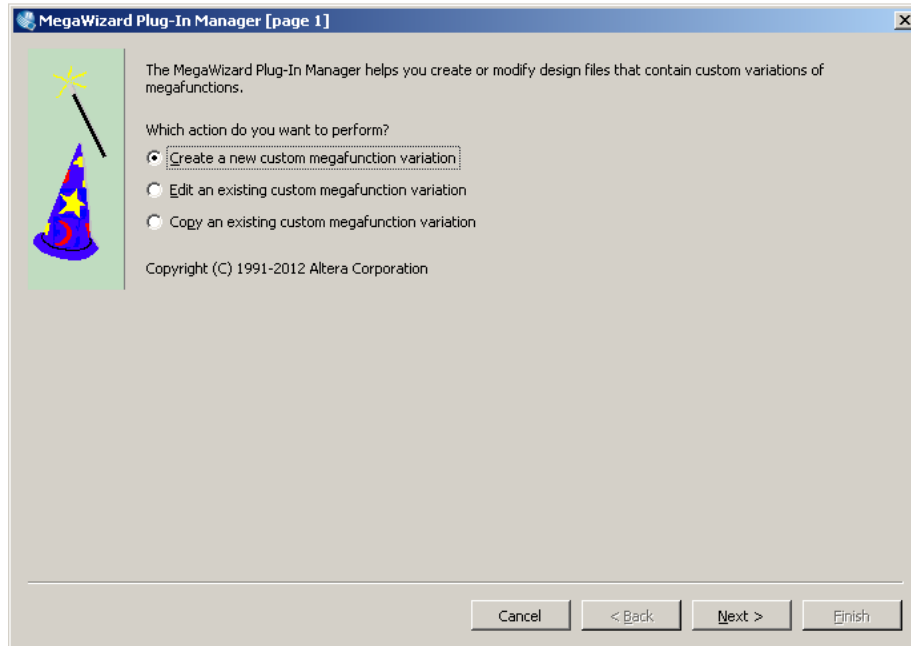 MegaWizard Plug-In Manager [page 1]
The MegaWizard Plug-In Manager helps you create or modify design files that contain custom variations of
megafunctions.
Which action do you want to perform?
Create a new custom megafunction variation
Edit an existing custom megafunction variation
Copy an existing custom megafunction variation
Copyright (C) 1991-2012 Altera Corporation
Cancel
< Back
Next >
Finish